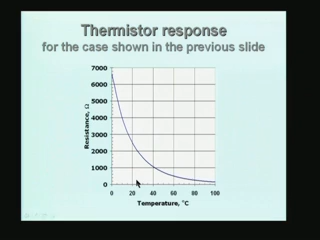 Thermistor response
for the case shown in the previous slide
7000
6000
5000
4000
3000
2000
1000
0
Resistance, Ω
0 20 40 60 80 100
Temperature, °C